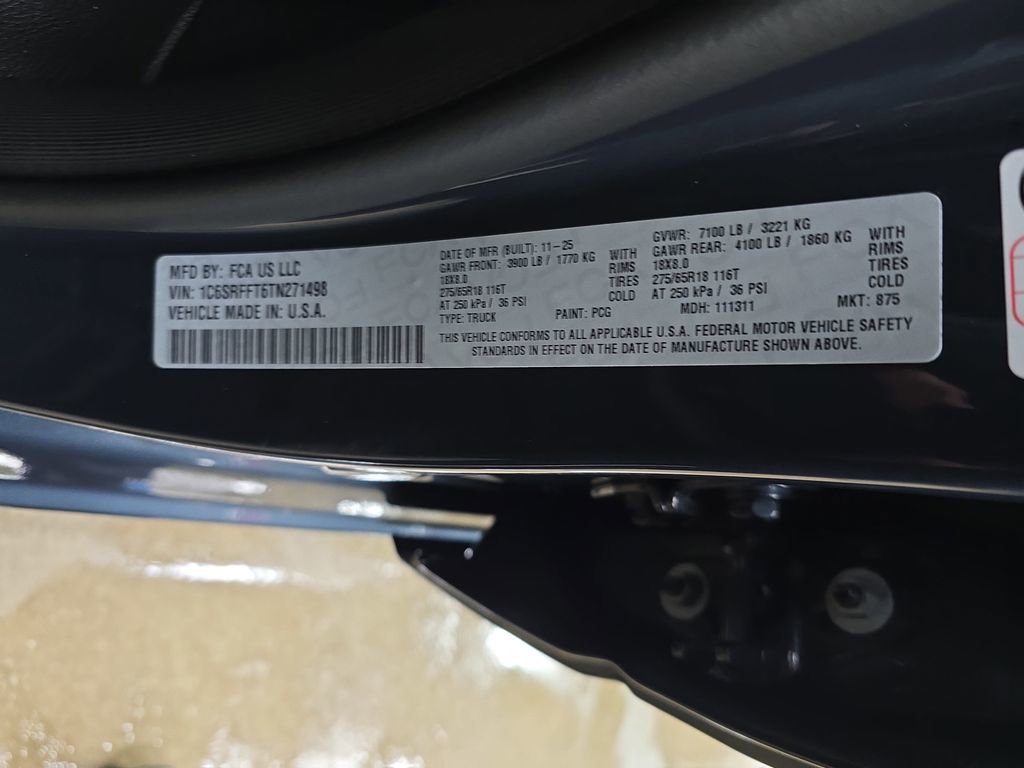 MFD BY: FCA US LLC
VIN: 1C6SRFFT6TN271498
VEHICLE MADE IN: U.S.A.
DATE OF MFR (BUILT): 11-25
GAWR FRONT: 3900 LB / 1770 KG WITH
18X8.0 RIMS
275/65R18 116T TIRES
AT 250 kPa / 36 PSI COLD
TYPE: TRUCK PAINT: PCG
GVWR: 7100 LB / 3221 KG
GAWR REAR: 4100 LB / 1860 KG WITH
18X8.0 RIMS
275/65R18 116T TIRES
AT 250 kPa / 36 PSI COLD
MDH: 111311 MKT: 875
THIS VEHICLE CONFORMS TO ALL APPLICABLE U.S.A. FEDERAL MOTOR VEHICLE SAFETY
STANDARDS IN EFFECT ON THE DATE OF MANUFACTURE SHOWN ABOVE.